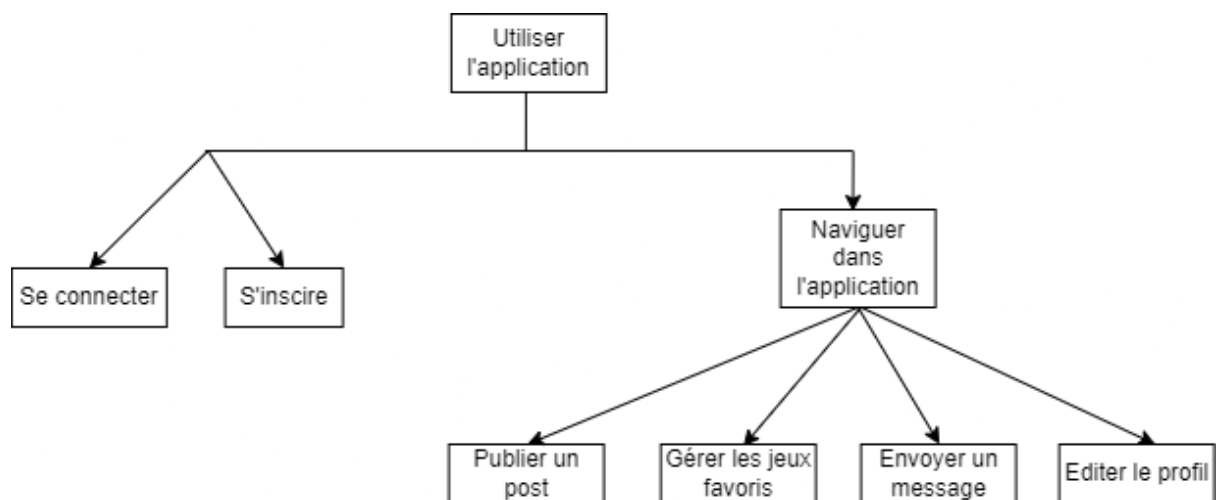 Utiliser
l'application
Se connecter
S'inscire
Naviguer
dans
l'application
Publier un
post
Gérer les jeux
favoris
Envoyer un
message
Editer le profil